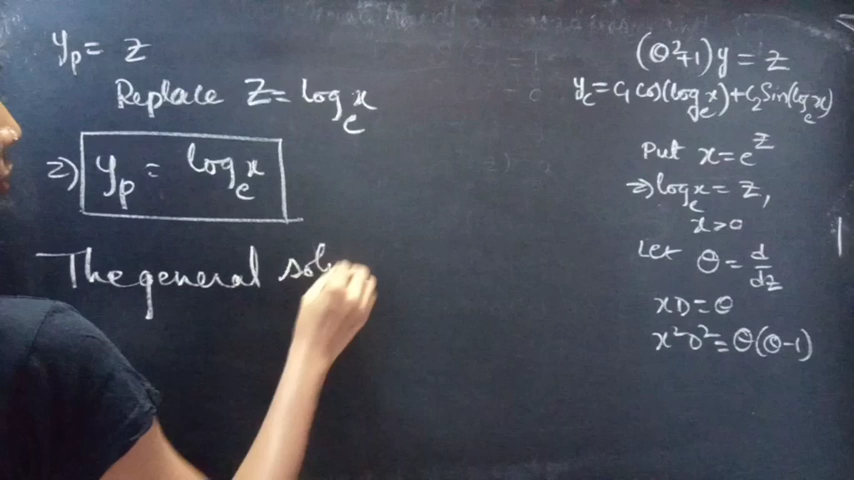 y_p = z
Replace Z = log_e x
⇒ y_p = log_e x
The general sol
(θ²+1) y = z
y_c = C₁ Cos(log_e x) + C₂ Sin(log_e x)
Put x = e^z
⇒ log_e x = z,
x > 0
Let θ = d/dz
xD = θ
x²D² = θ(θ-1)